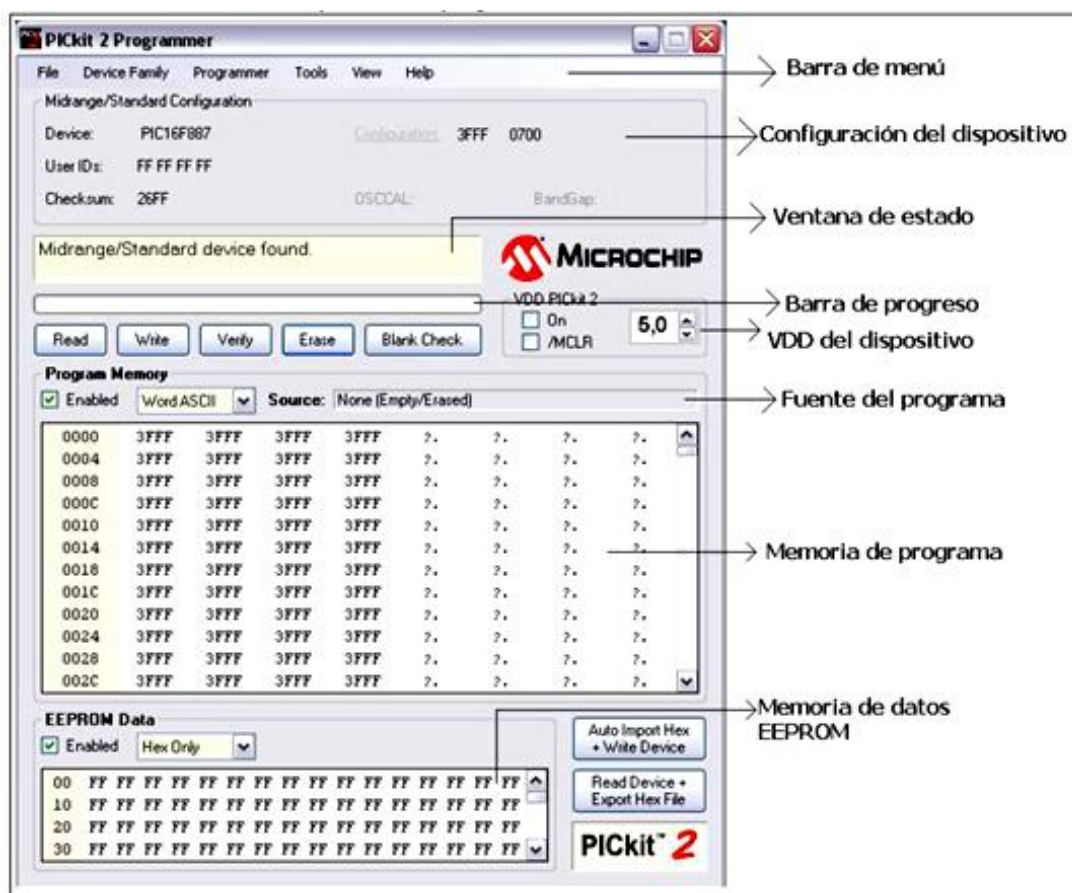 PICkit 2 Programmer
File Device Family Programmer Tools View Help
Barra de menú
Midrange/Standard Configuration
Device: PIC16F887 Configuration: 3FFF 0700
Configuración del dispositivo
User IDs: FF FF FF FF
Checksum: 26FF OSCCAL: BandGap:
Ventana de estado
Midrange/Standard device found.
MICROCHIP
Barra de progreso
VDD PICkit 2
On
/MCLR
5,0
VDD del dispositivo
Read Write Verify Erase Blank Check
Program Memory
Enabled Word ASCII Source: None (Empty/Erased)
Fuente del programa
0000 3FFF 3FFF 3FFF 3FFF ?. ?. ?. ?.
0004 3FFF 3FFF 3FFF 3FFF ?. ?. ?. ?.
0008 3FFF 3FFF 3FFF 3FFF ?. ?. ?. ?.
000C 3FFF 3FFF 3FFF 3FFF ?. ?. ?. ?.
0010 3FFF 3FFF 3FFF 3FFF ?. ?. ?. ?.
0014 3FFF 3FFF 3FFF 3FFF ?. ?. ?. ?.
Memoria de programa
0018 3FFF 3FFF 3FFF 3FFF ?. ?. ?. ?.
001C 3FFF 3FFF 3FFF 3FFF ?. ?. ?. ?.
0020 3FFF 3FFF 3FFF 3FFF ?. ?. ?. ?.
0024 3FFF 3FFF 3FFF 3FFF ?. ?. ?. ?.
0028 3FFF 3FFF 3FFF 3FFF ?. ?. ?. ?.
002C 3FFF 3FFF 3FFF 3FFF ?. ?. ?. ?.
EEPROM Data
Enabled Hex Only
Memoria de datos
EEPROM
Auto Import Hex
+ Write Device
00 FF FF FF FF FF FF FF FF FF FF FF FF FF FF FF FF
10 FF FF FF FF FF FF FF FF FF FF FF FF FF FF FF FF
20 FF FF FF FF FF FF FF FF FF FF FF FF FF FF FF FF
30 FF FF FF FF FF FF FF FF FF FF FF FF FF FF FF FF
Read Device +
Export Hex File
PICkit™ 2